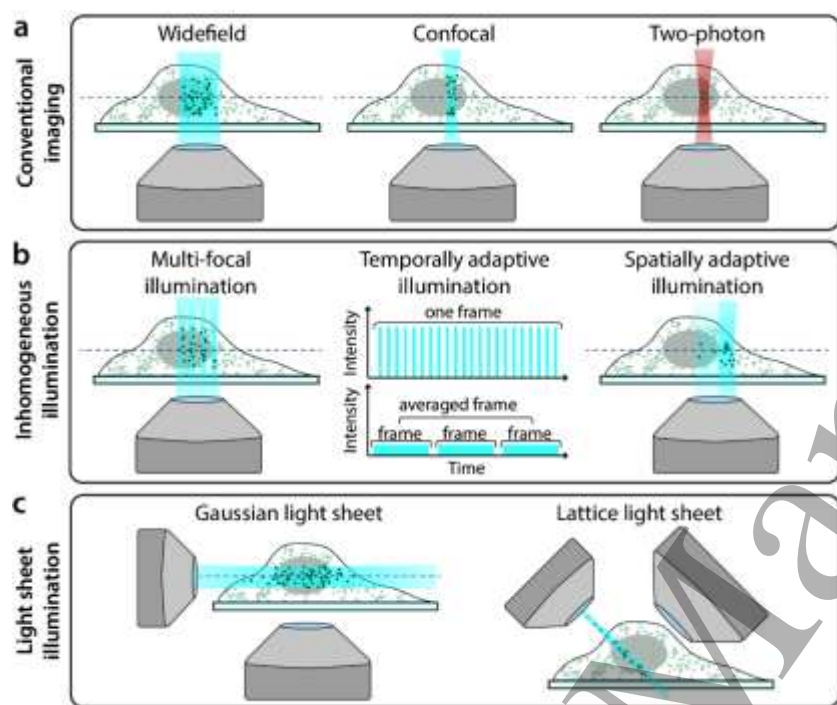 a
Conventional
imaging
Widefield
Confocal
Two-photon
b
Inhomogeneous
illumination
Multi-focal
illumination
Temporally adaptive
illumination
Intensity
one frame
Intensity
averaged frame
frame
frame
frame
Time
Spatially adaptive
illumination
c
Light sheet
illumination
Gaussian light sheet
Lattice light sheet